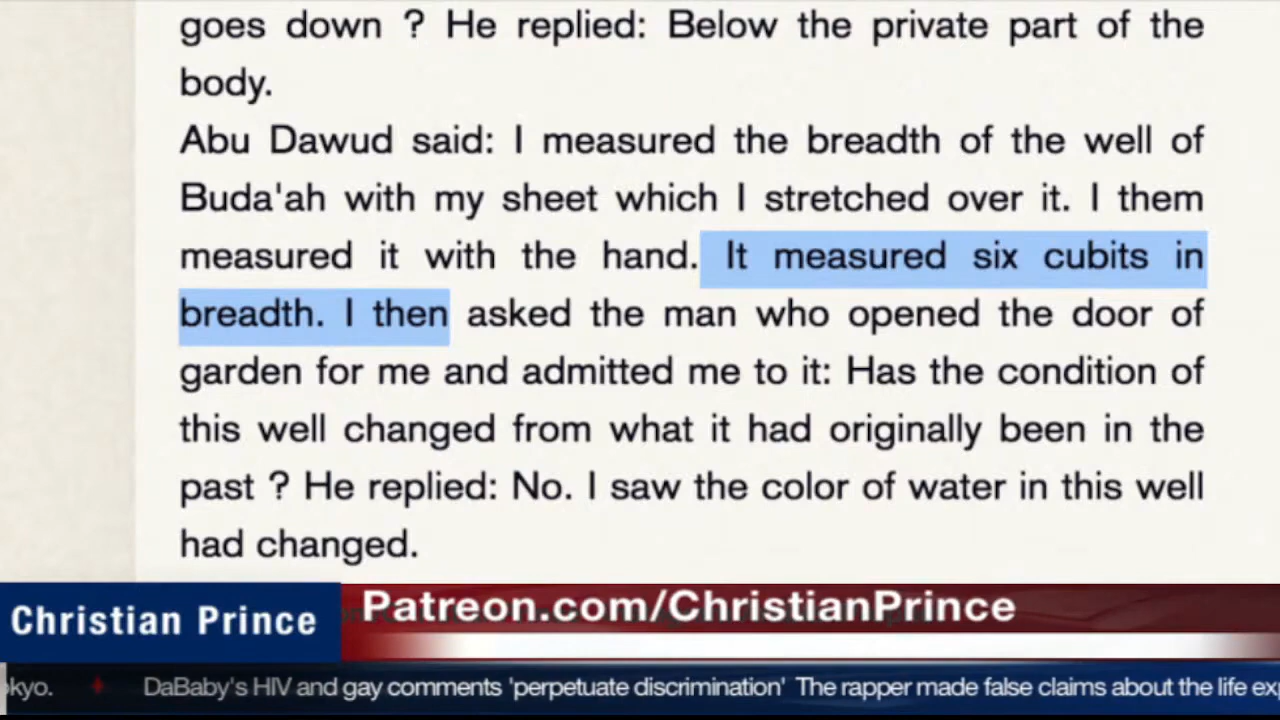 goes down ? He replied: Below the private part of the
body.
Abu Dawud said: I measured the breadth of the well of
Buda'ah with my sheet which I stretched over it. I them
measured it with the hand. It measured six cubits in
breadth. I then asked the man who opened the door of
garden for me and admitted me to it: Has the condition of
this well changed from what it had originally been in the
past ? He replied: No. I saw the color of water in this well
had changed.
Christian Prince
Patreon.com/ChristianPrince
okyo. DaBaby's HIV and gay comments 'perpetuate discrimination' The rapper made false claims about the life